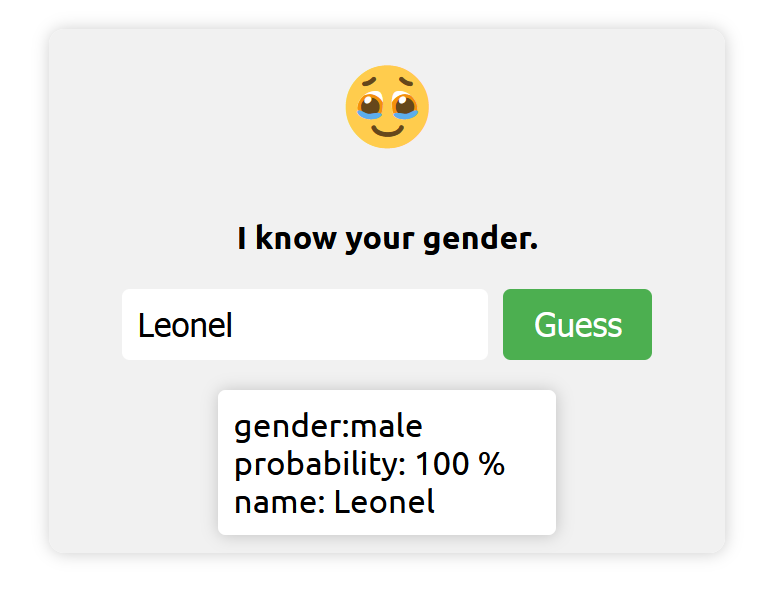 I know your gender.
Leonel
Guess
gender:male
probability: 100 %
name: Leonel